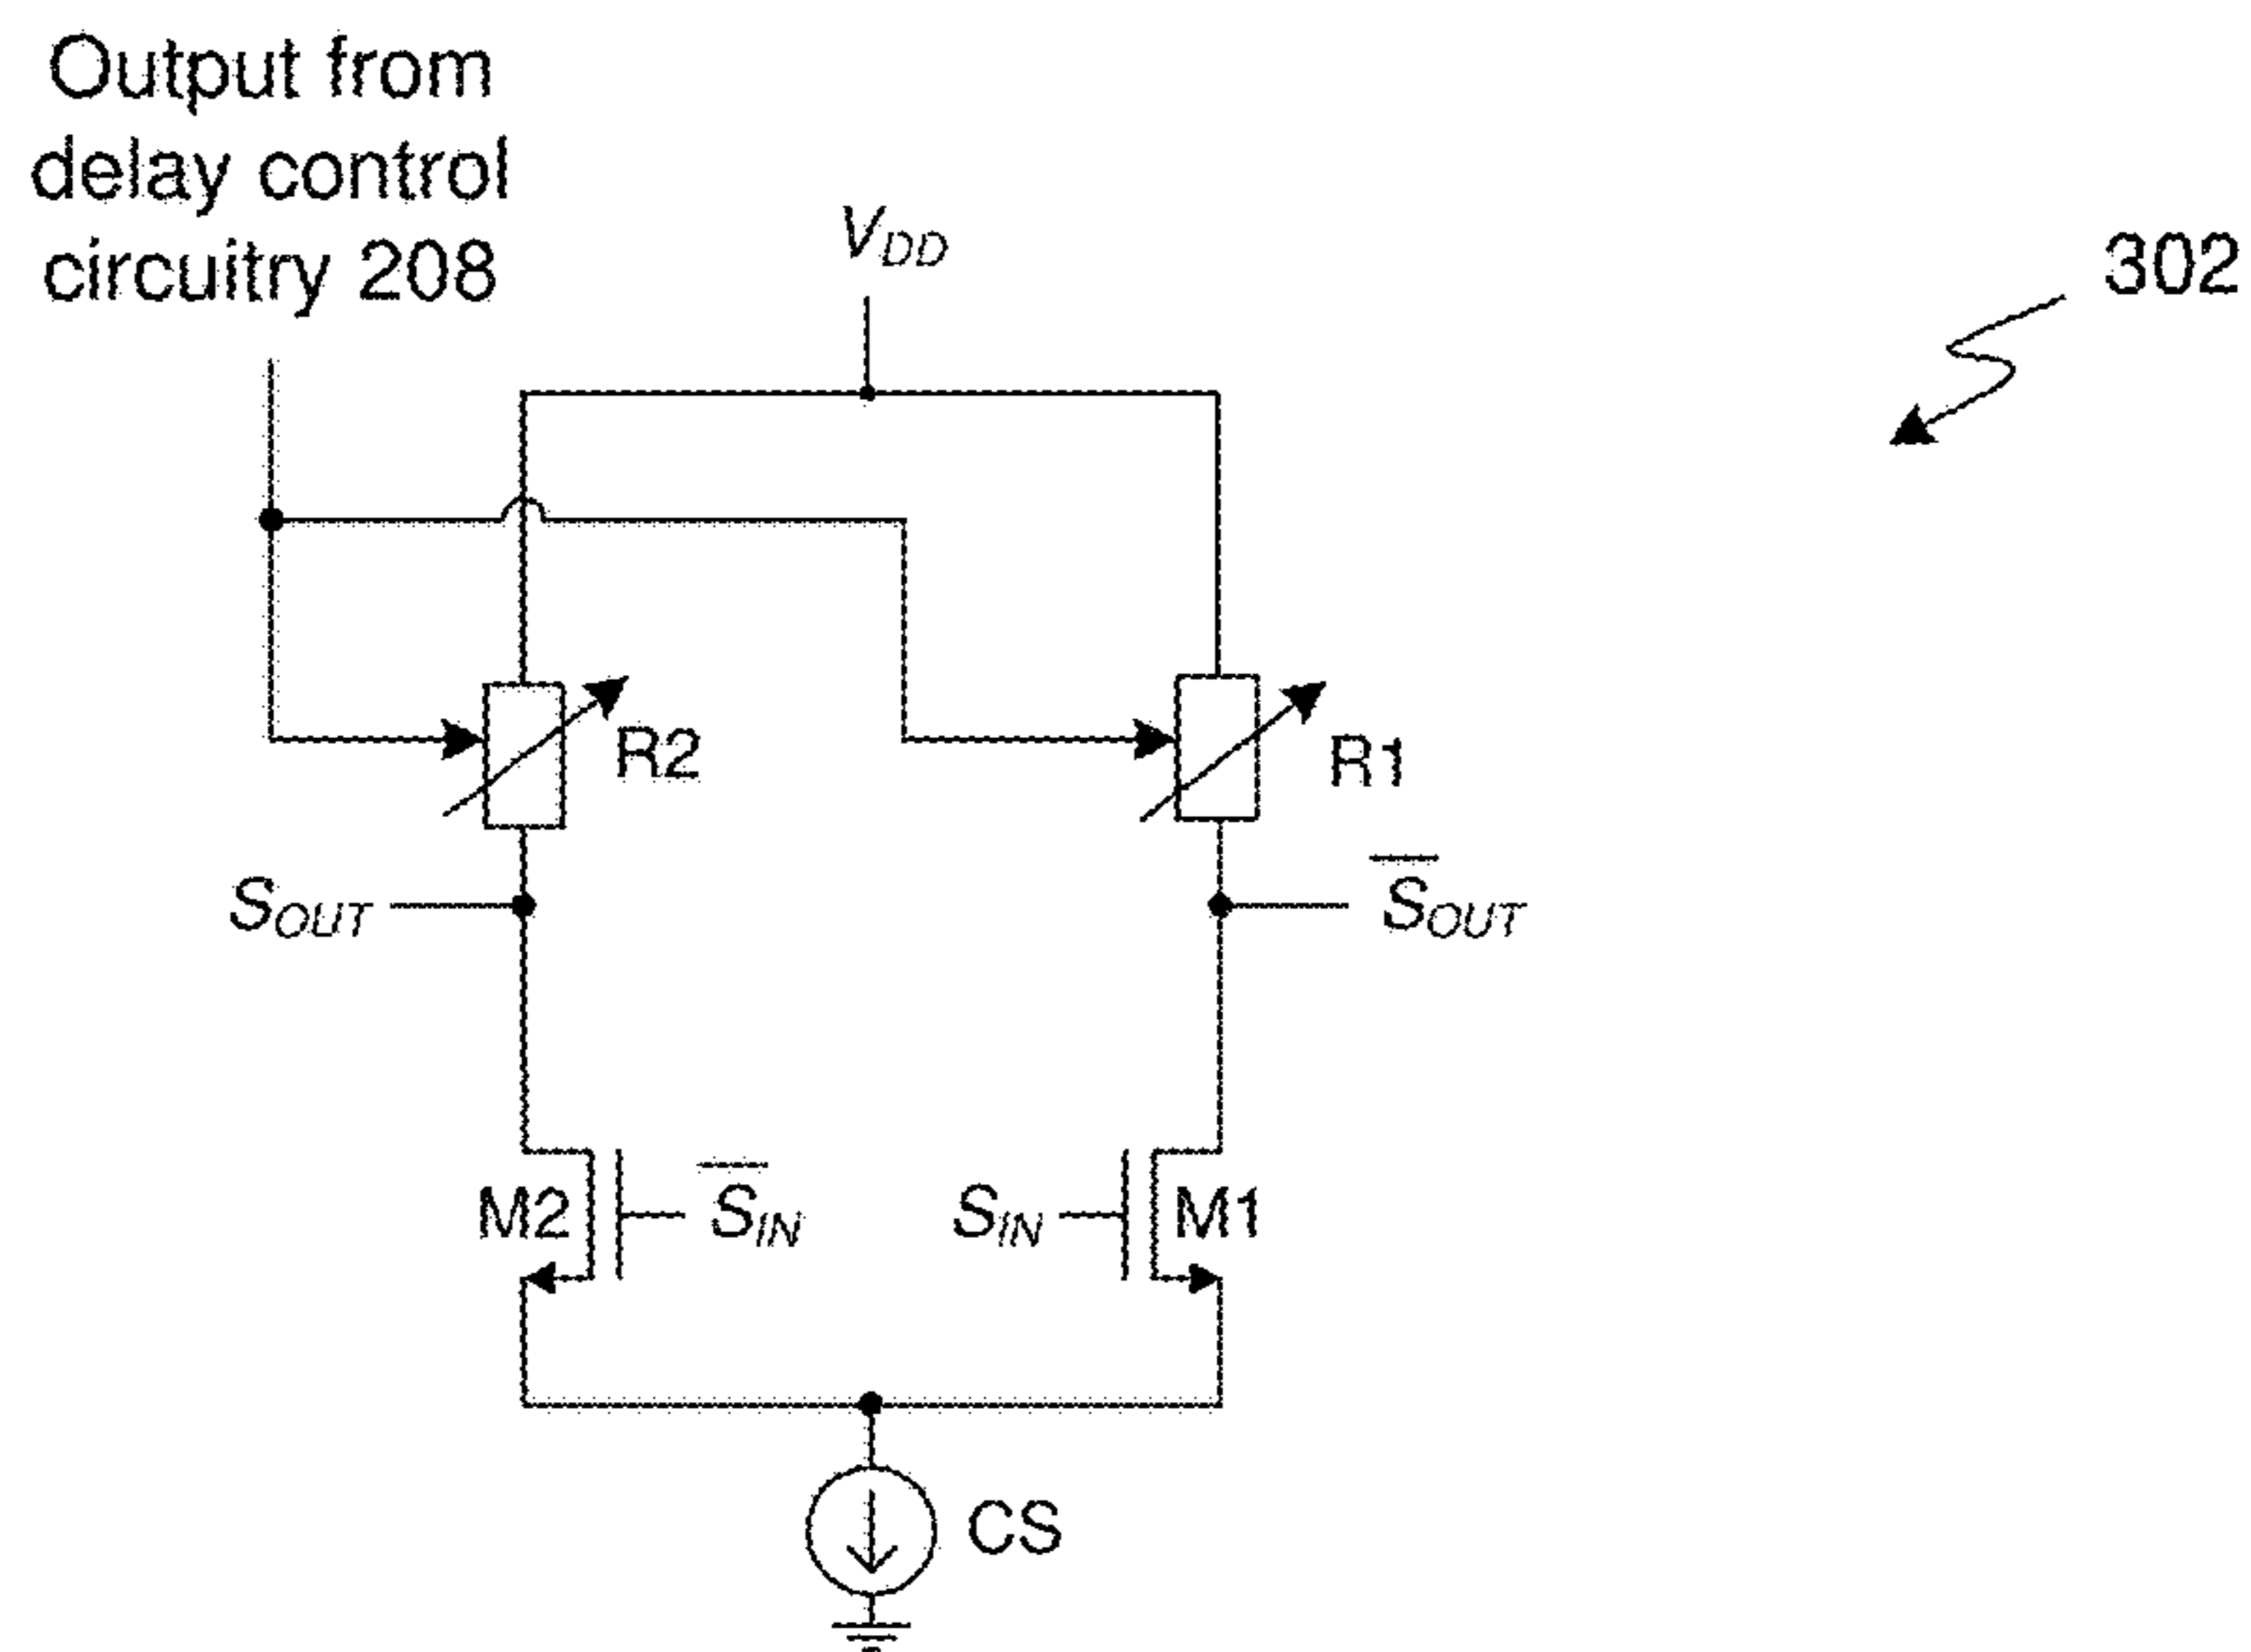 Output from
delay control
circuitry 208
V_DD
302
R2
R1
S_OUT
S̅_OUT
M2
S̅_IN
S_IN
M1
CS